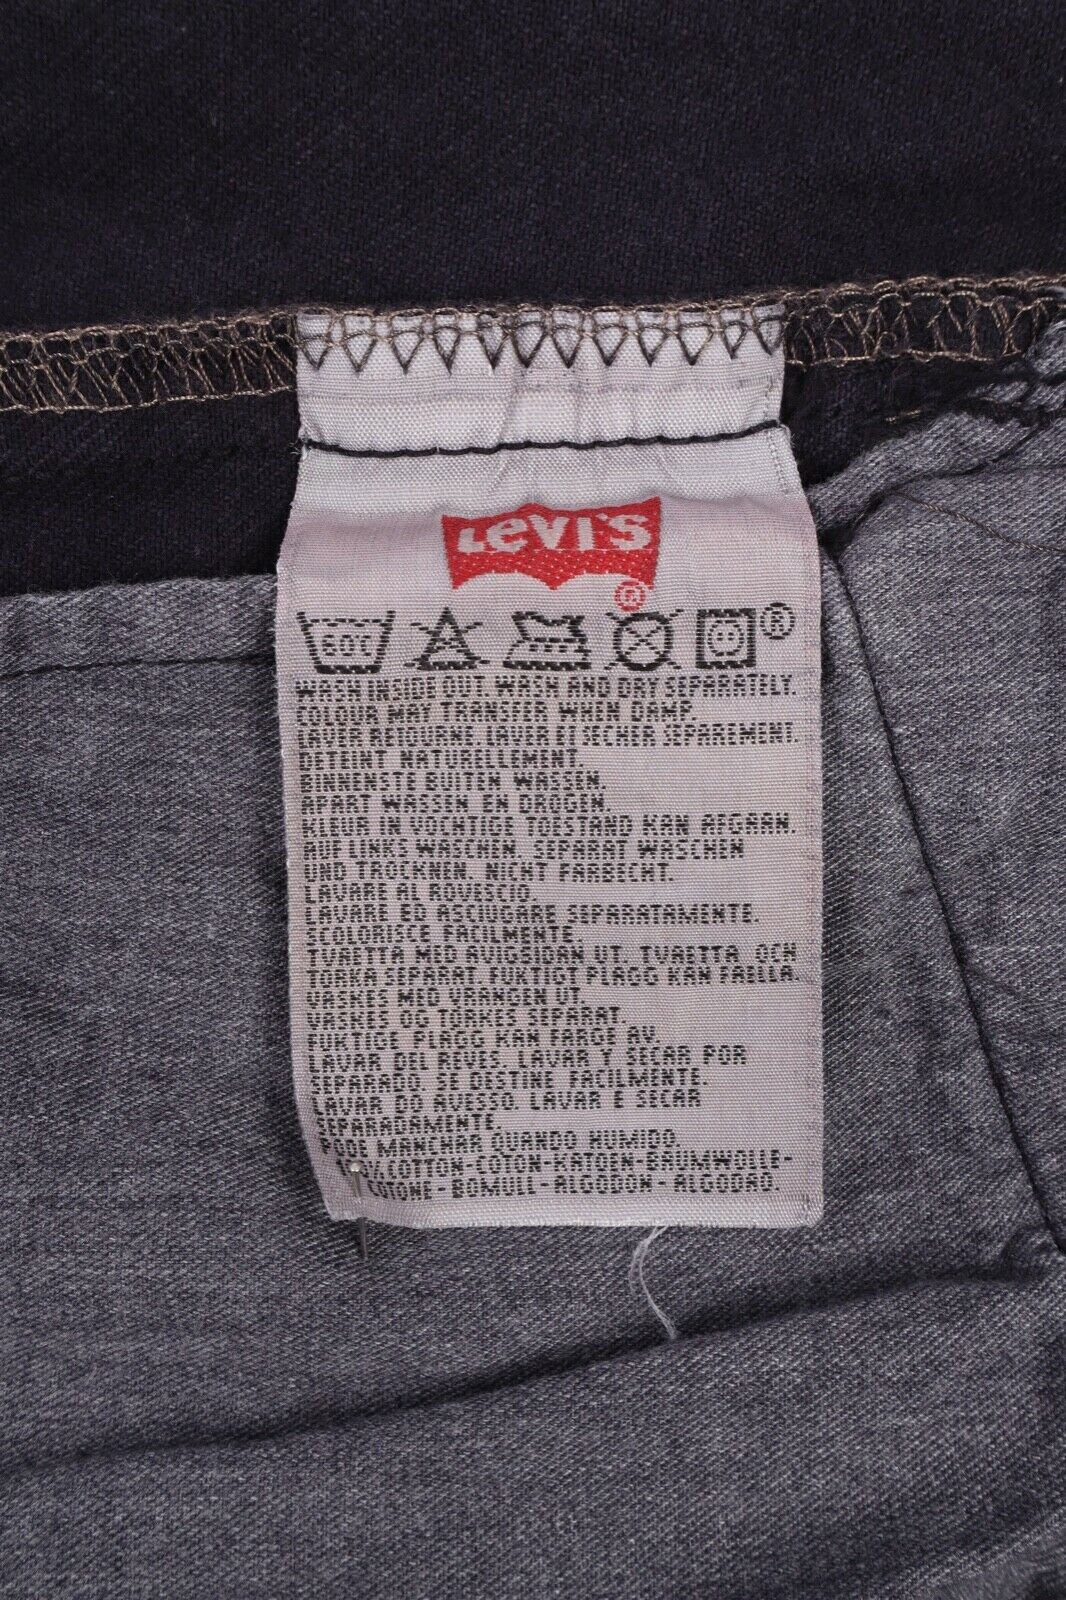 LEVI'S
®
60C
®
WASH INSIDE OUT. WASH AND DRY SEPARATELY.
COLOUR MAY TRANSFER WHEN DAMP.
LAVER RETOURNE. LAVER ET SECHER SEPAREMENT.
DETEINT NATURELLEMENT.
BINNENSTE BUITEN WASSEN.
APART WASSEN EN DROGEN.
KLEUR IN VOCHTIGE TOESTAND KAN AFGAAN.
AUF LINKS WASCHEN. SEPARAT WASCHEN
UND TROCKNEN. NICHT FARBECHT.
LAVARE AL ROVESCIO.
LAVARE ED ASCIUGARE SEPARATAMENTE.
SCOLORISCE FACILMENTE.
TVAETTA MED AVIGSIDAN UT. TVAETTA OCH
TORKA SEPARAT. FUKTIGT PLAGG KAN FAELLA.
VASKES MED VRANGEN UT.
VASKES OG TORKES SEPARAT.
FUKTIGE PLAGG KAN FARGE AV.
LAVAR DEL REVES. LAVAR Y SECAR POR
SEPARADO. SE DESTINE FACILMENTE.
LAVAR DO AVESSO. LAVAR E SECAR
SEPARADAMENTE.
PODE MANCHAR QUANDO HUMIDO.
COTTON-COTON-KATOEN-BAUMWOLLE-
COTONE-BOMULL-ALGODON-ALGODAO.